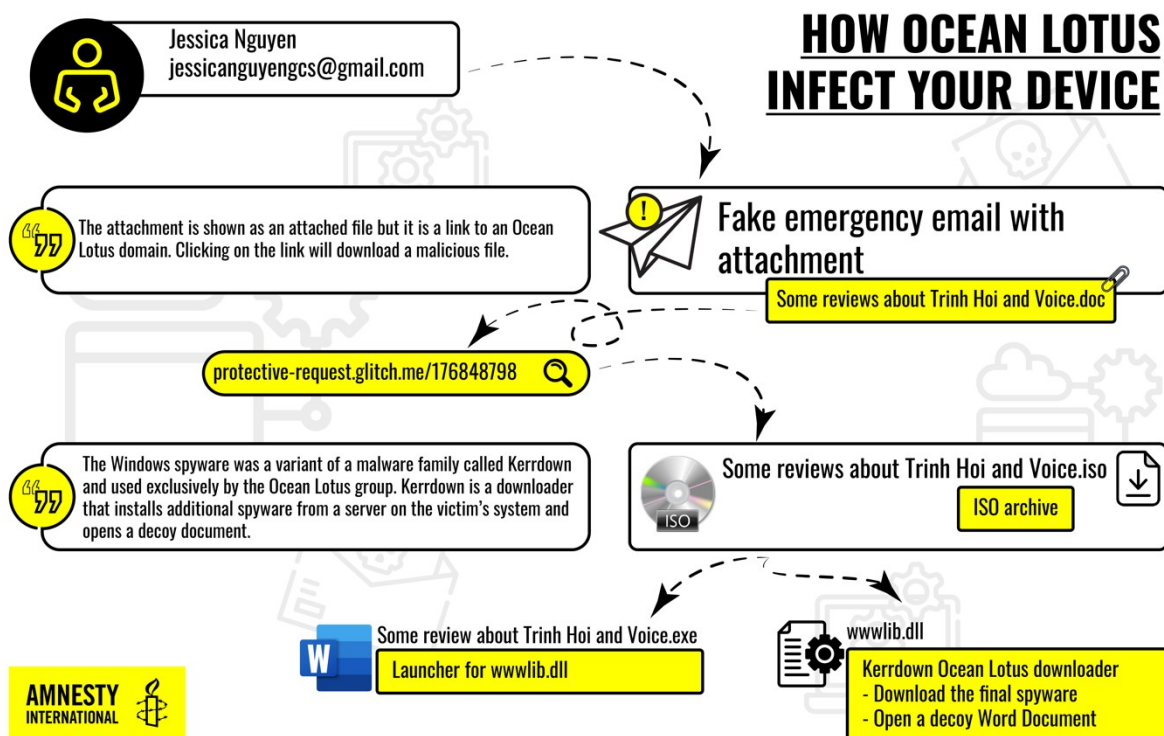 Jessica Nguyen
jessicanguyengcs@gmail.com
HOW OCEAN LOTUS
INFECT YOUR DEVICE
The attachment is shown as an attached file but it is a link to an Ocean
Lotus domain. Clicking on the link will download a malicious file.
!
Fake emergency email with
attachment
Some reviews about Trinh Hoi and Voice.doc
protective-request.glitch.me/176848798
The Windows spyware was a variant of a malware family called Kerrdown
and used exclusively by the Ocean Lotus group. Kerrdown is a downloader
that installs additional spyware from a server on the victim’s system and
opens a decoy document.
ISO
Some reviews about Trinh Hoi and Voice.iso
ISO archive
W
Some review about Trinh Hoi and Voice.exe
Launcher for wwwlib.dll
wwwlib.dll
Kerrdown Ocean Lotus downloader
- Download the final spyware
- Open a decoy Word Document
AMNESTY
INTERNATIONAL